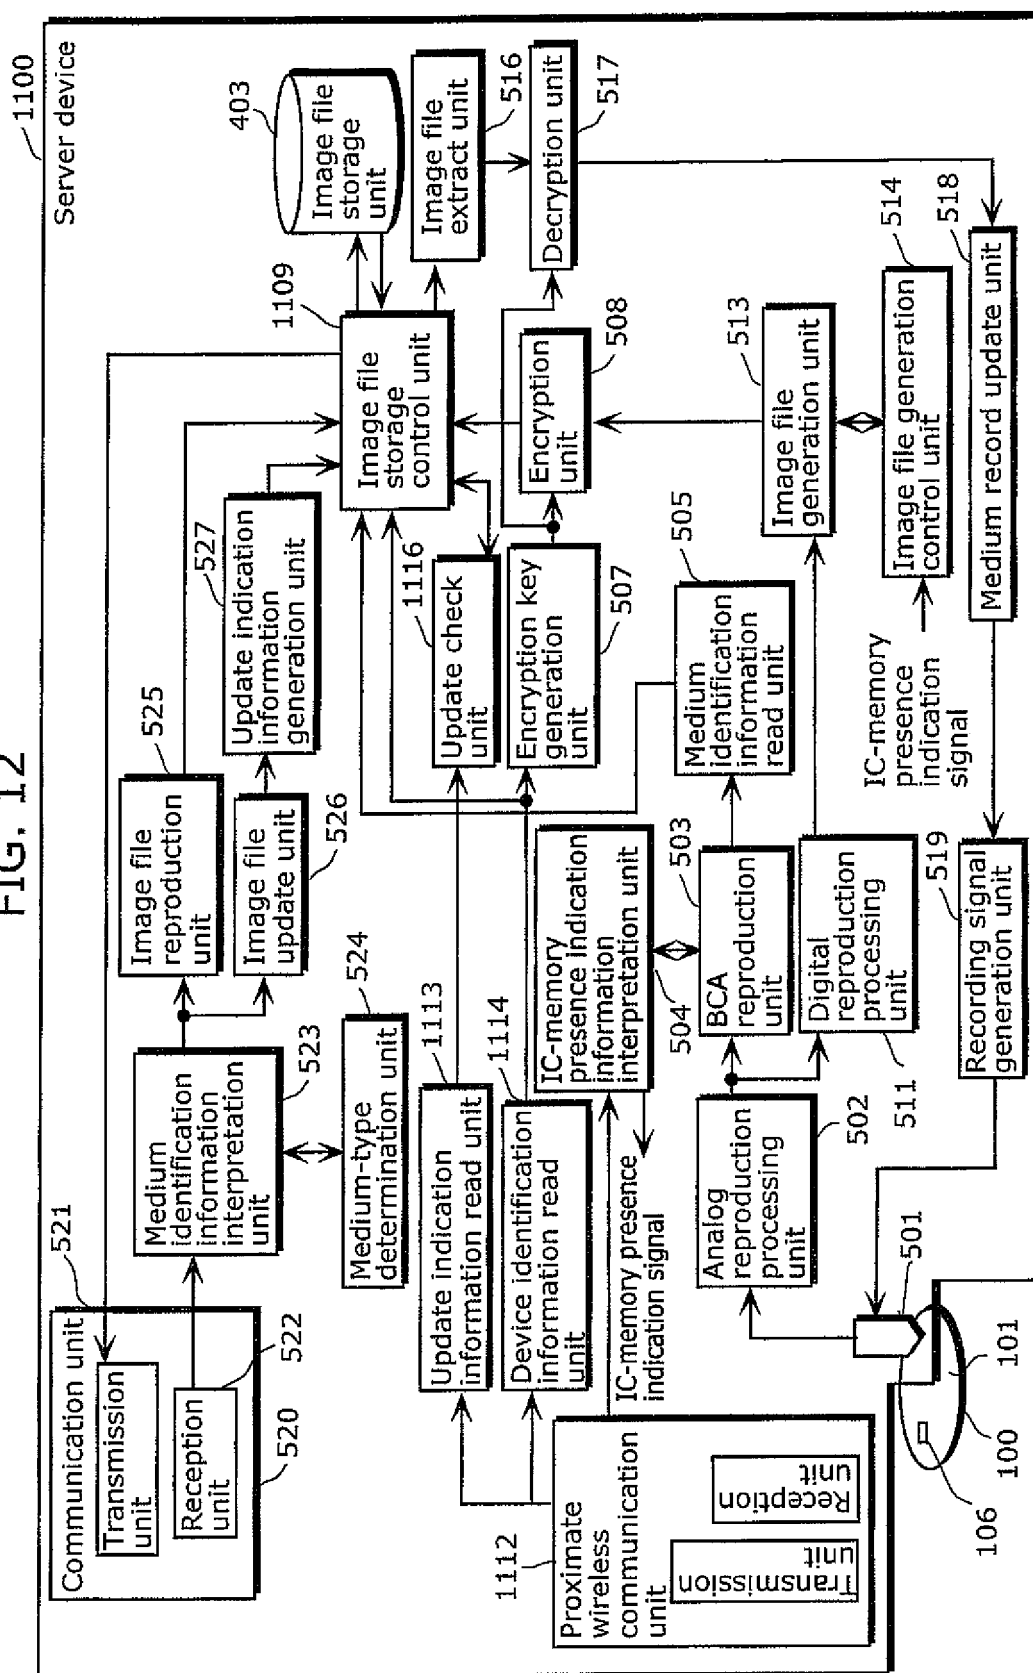 FIG. 12
1100
Server device
521
Communication unit
Transmission
unit
Reception
unit
522
520
Medium
identification
information
interpretation
unit
523
Medium-type
determination unit
524
Image file
reproduction
unit
525
Image file
update unit
526
527
Update indication
information
generation unit
1109
Image file
storage
control unit
403
Image file
storage
unit
Image file
extract unit
516
Decryption unit
517
1113
Update indication
information read unit
1114
Device identification
information read
unit
1116
Update check
unit
Encryption key
generation
unit
507
Encryption
unit
508
1112
Proximate
wireless
communication
unit
Transmission
unit
Reception
unit
IC-memory
presence indication
information
interpretation unit
504
IC-memory presence
indication signal
Analog
reproduction
processing
unit
502
503
BCA
reproduction
unit
505
Medium
identification
information
read unit
Digital
reproduction
processing
unit
511
513
Image file
generation unit
514
Image file generation
control unit
IC-memory
presence
indication
signal
518
Medium record update unit
519
Recording signal
generation unit
501
101
100
106